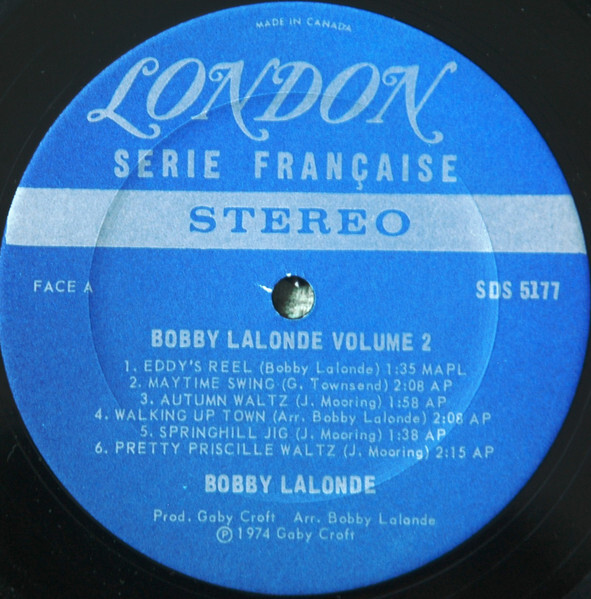 MADE IN CANADA
LONDON
SERIE FRANÇAISE
STEREO
FACE A
SDS 5177
BOBBY LALONDE VOLUME 2
1. EDDY'S REEL (Bobby Lalonde) 1:35 MAPL
2. MAYTIME SWING (G. Townsend) 2:08 AP
3. AUTUMN WALTZ (J. Mooring) 1:58 AP
4. WALKING UP TOWN (Arr. Bobby Lalonde) 2:08 AP
5. SPRINGHILL JIG (J. Mooring) 1:38 AP
6. PRETTY PRISCILLE WALTZ (J. Mooring) 2:15 AP
BOBBY LALONDE
Prod. Gaby Croft Arr. Bobby Lalonde
℗ 1974 Gaby Croft